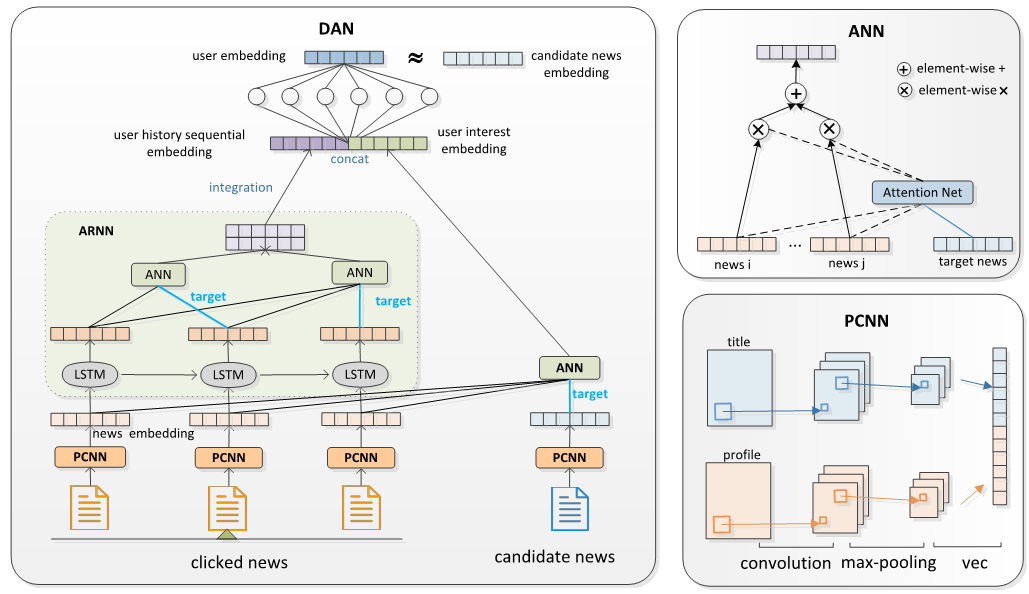 DAN
user embedding
≈
candidate news
embedding
user history sequential
embedding
user interest
embedding
concat
integration
ARNN
ANN
ANN
target
target
LSTM
LSTM
LSTM
ANN
target
news embedding
PCNN
PCNN
PCNN
PCNN
clicked news
candidate news
ANN
+ element-wise +
× element-wise ×
+
×
×
Attention Net
...
news i
news j
target news
PCNN
title
profile
convolution
max-pooling
vec